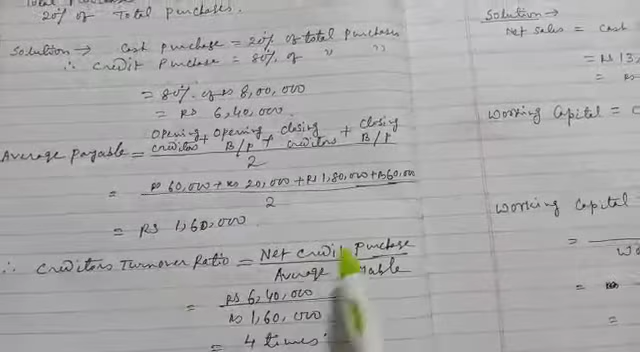 20% of Total Purchases.
Solution → Cash Purchase = 20% of total Purchases
∴ Credit Purchase = 80% of " "
= 80% of Rs 8,00,000
= Rs 6,40,000.
Average Payable = Opening Creditors + Opening B/P + Closing Creditors + Closing B/P
2
= Rs 60,000 + Rs 20,000 + Rs 1,80,000 + Rs 60,000
2
= Rs 1,60,000.
∴ Creditors Turnover Ratio = Net Credit Purchase
Average Payable
= Rs 6,40,000
Rs 1,60,000
= 4 times.
Solution →
Net Sales = Cash
= Rs 13,
= Rs
Working Capital =
Working Capital
=
=
=